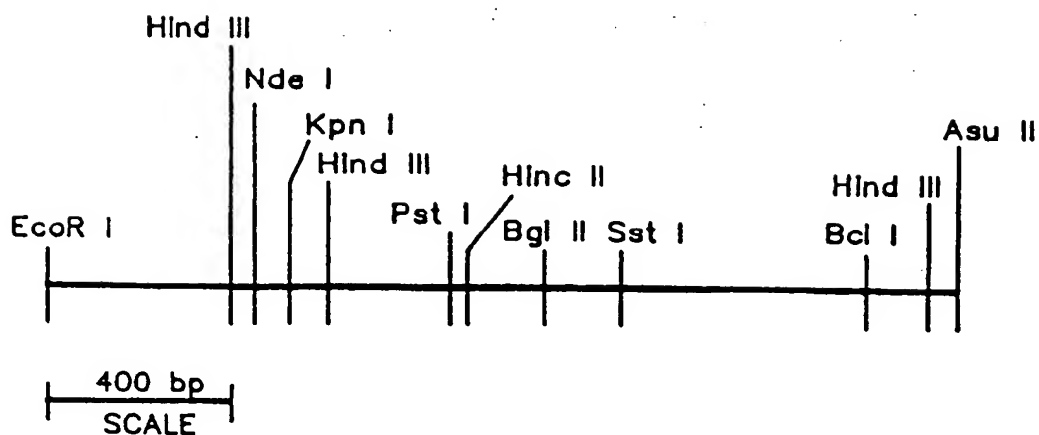 Hind III
Nde I
Kpn I
Asu II
Hind III
Hinc II
Hind III
Pst I
EcoR I
Bgl II
Sst I
Bcl I
400 bp
SCALE